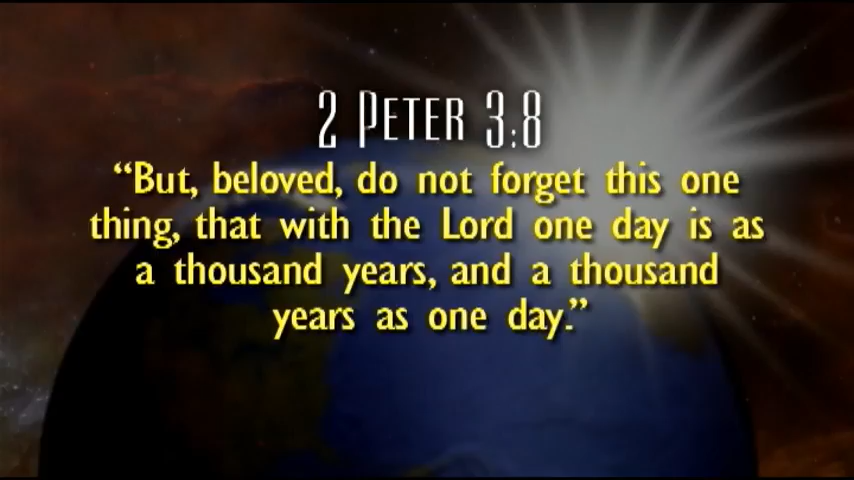 2 PETER 3:8
“But, beloved, do not forget this one
thing, that with the Lord one day is as
a thousand years, and a thousand
years as one day.”